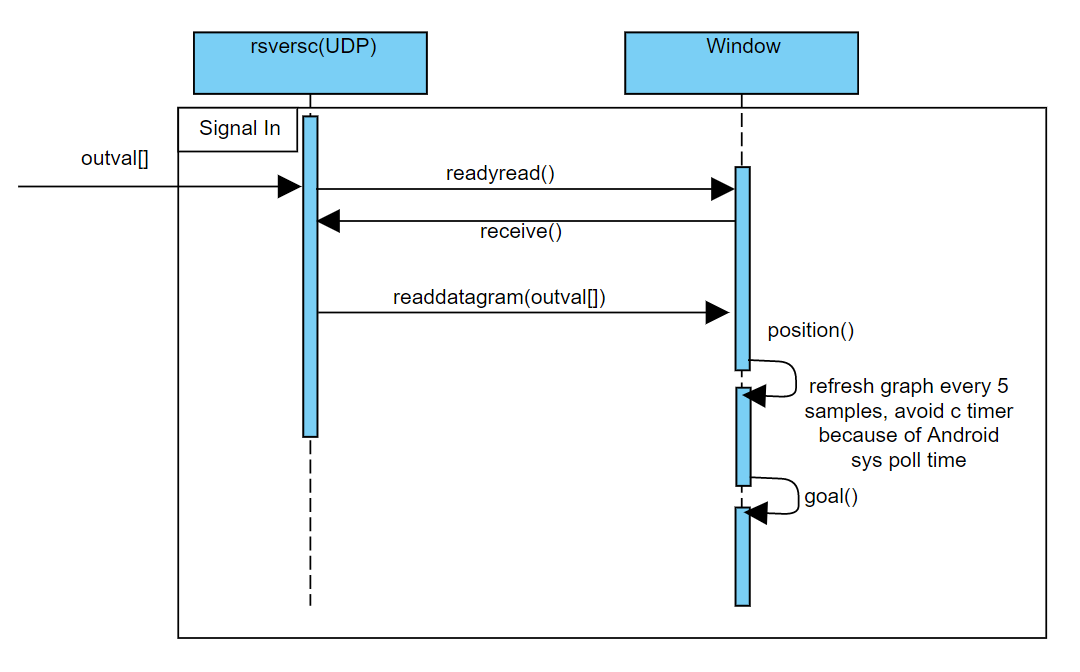 rsversc(UDP)
Window
Signal In
outval[]
readyread()
receive()
readdatagram(outval[])
position()
refresh graph every 5
samples, avoid c timer
because of Android
sys poll time
goal()